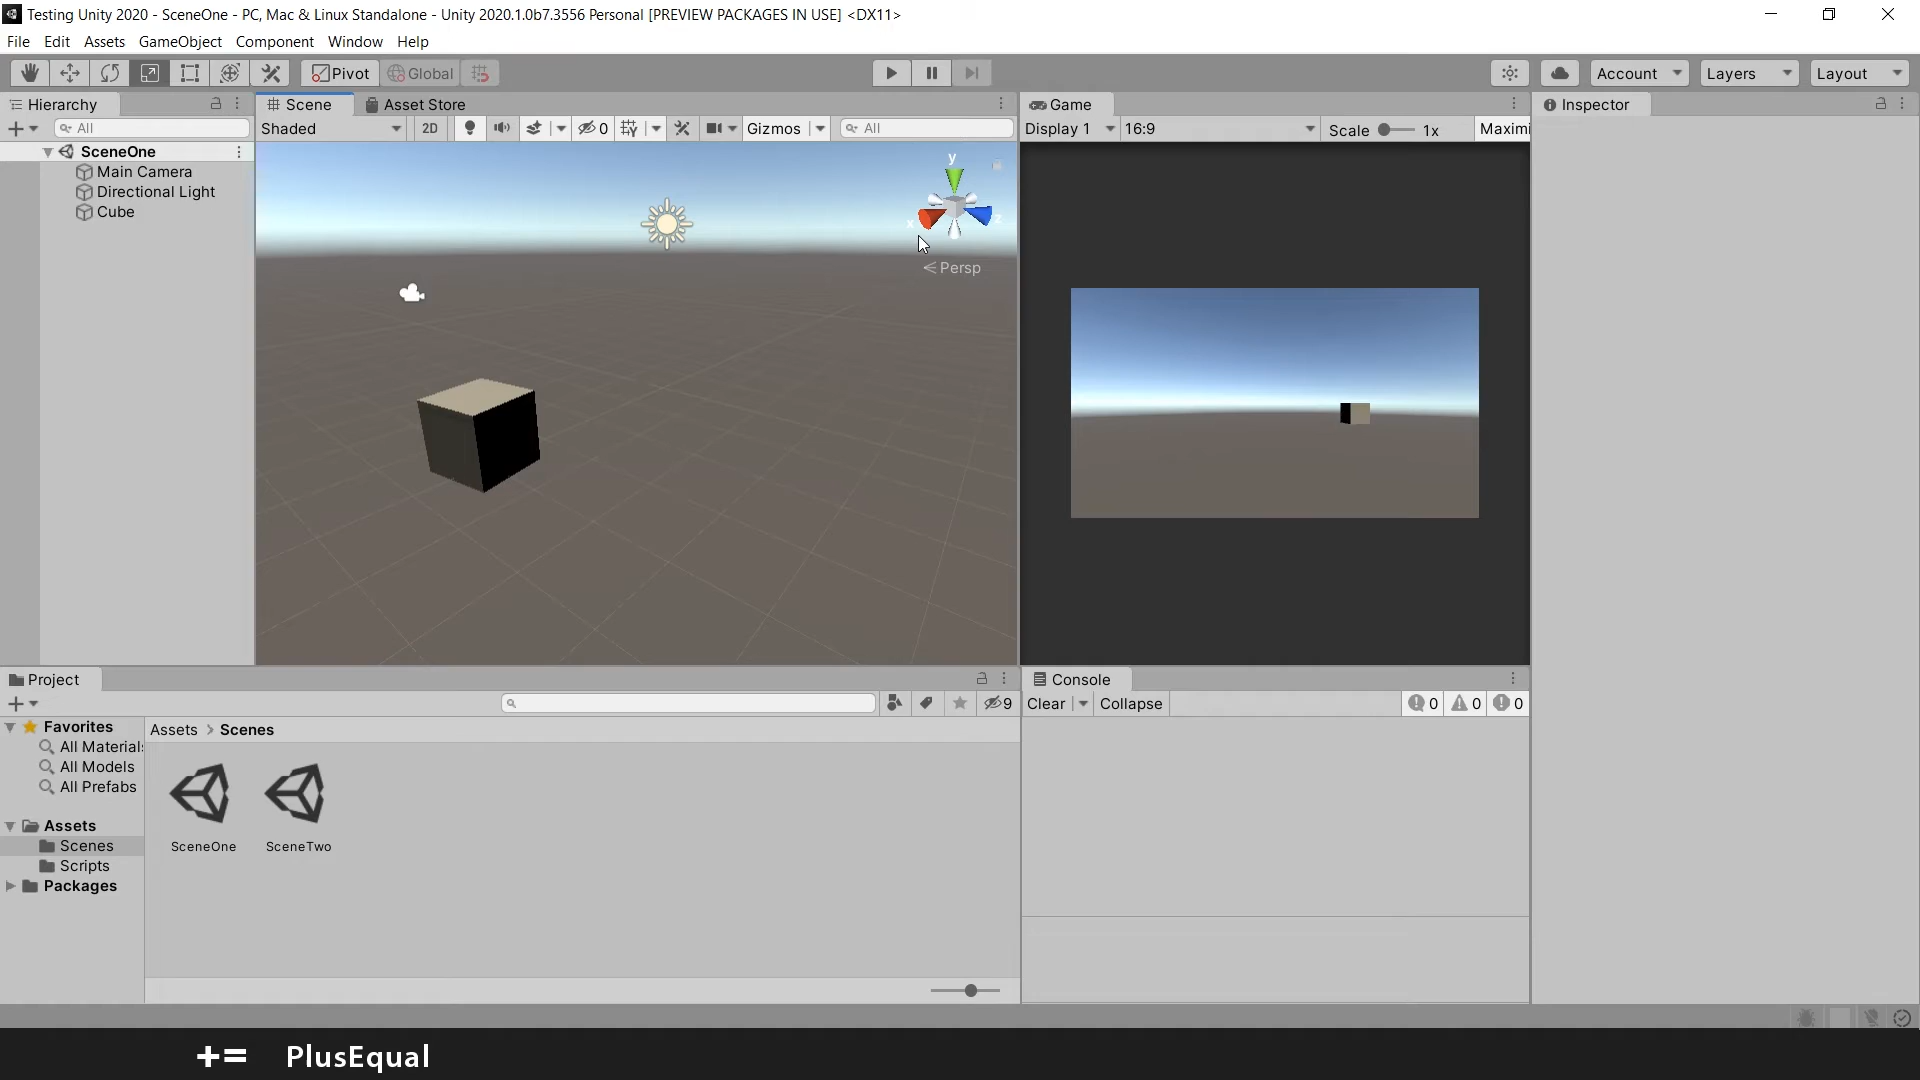 Testing Unity 2020 - SceneOne - PC, Mac & Linux Standalone - Unity 2020.1.0b7.3556 Personal [PREVIEW PACKAGES IN USE] <DX11>
File Edit Assets GameObject Component Window Help
Pivot Global Account Layers Layout
Hierarchy
All
SceneOne
Main Camera
Directional Light
Cube
Scene Asset Store
Shaded 2D 0 Gizmos All
y
x z
Persp
Game
Display 1 16:9 Scale 1x Maximi
Inspector
Project
9
Favorites
All Material
All Models
All Prefabs
Assets
Scenes
Scripts
Packages
Assets > Scenes
SceneOne SceneTwo
Console
Clear Collapse 0 0 0
+= PlusEqual